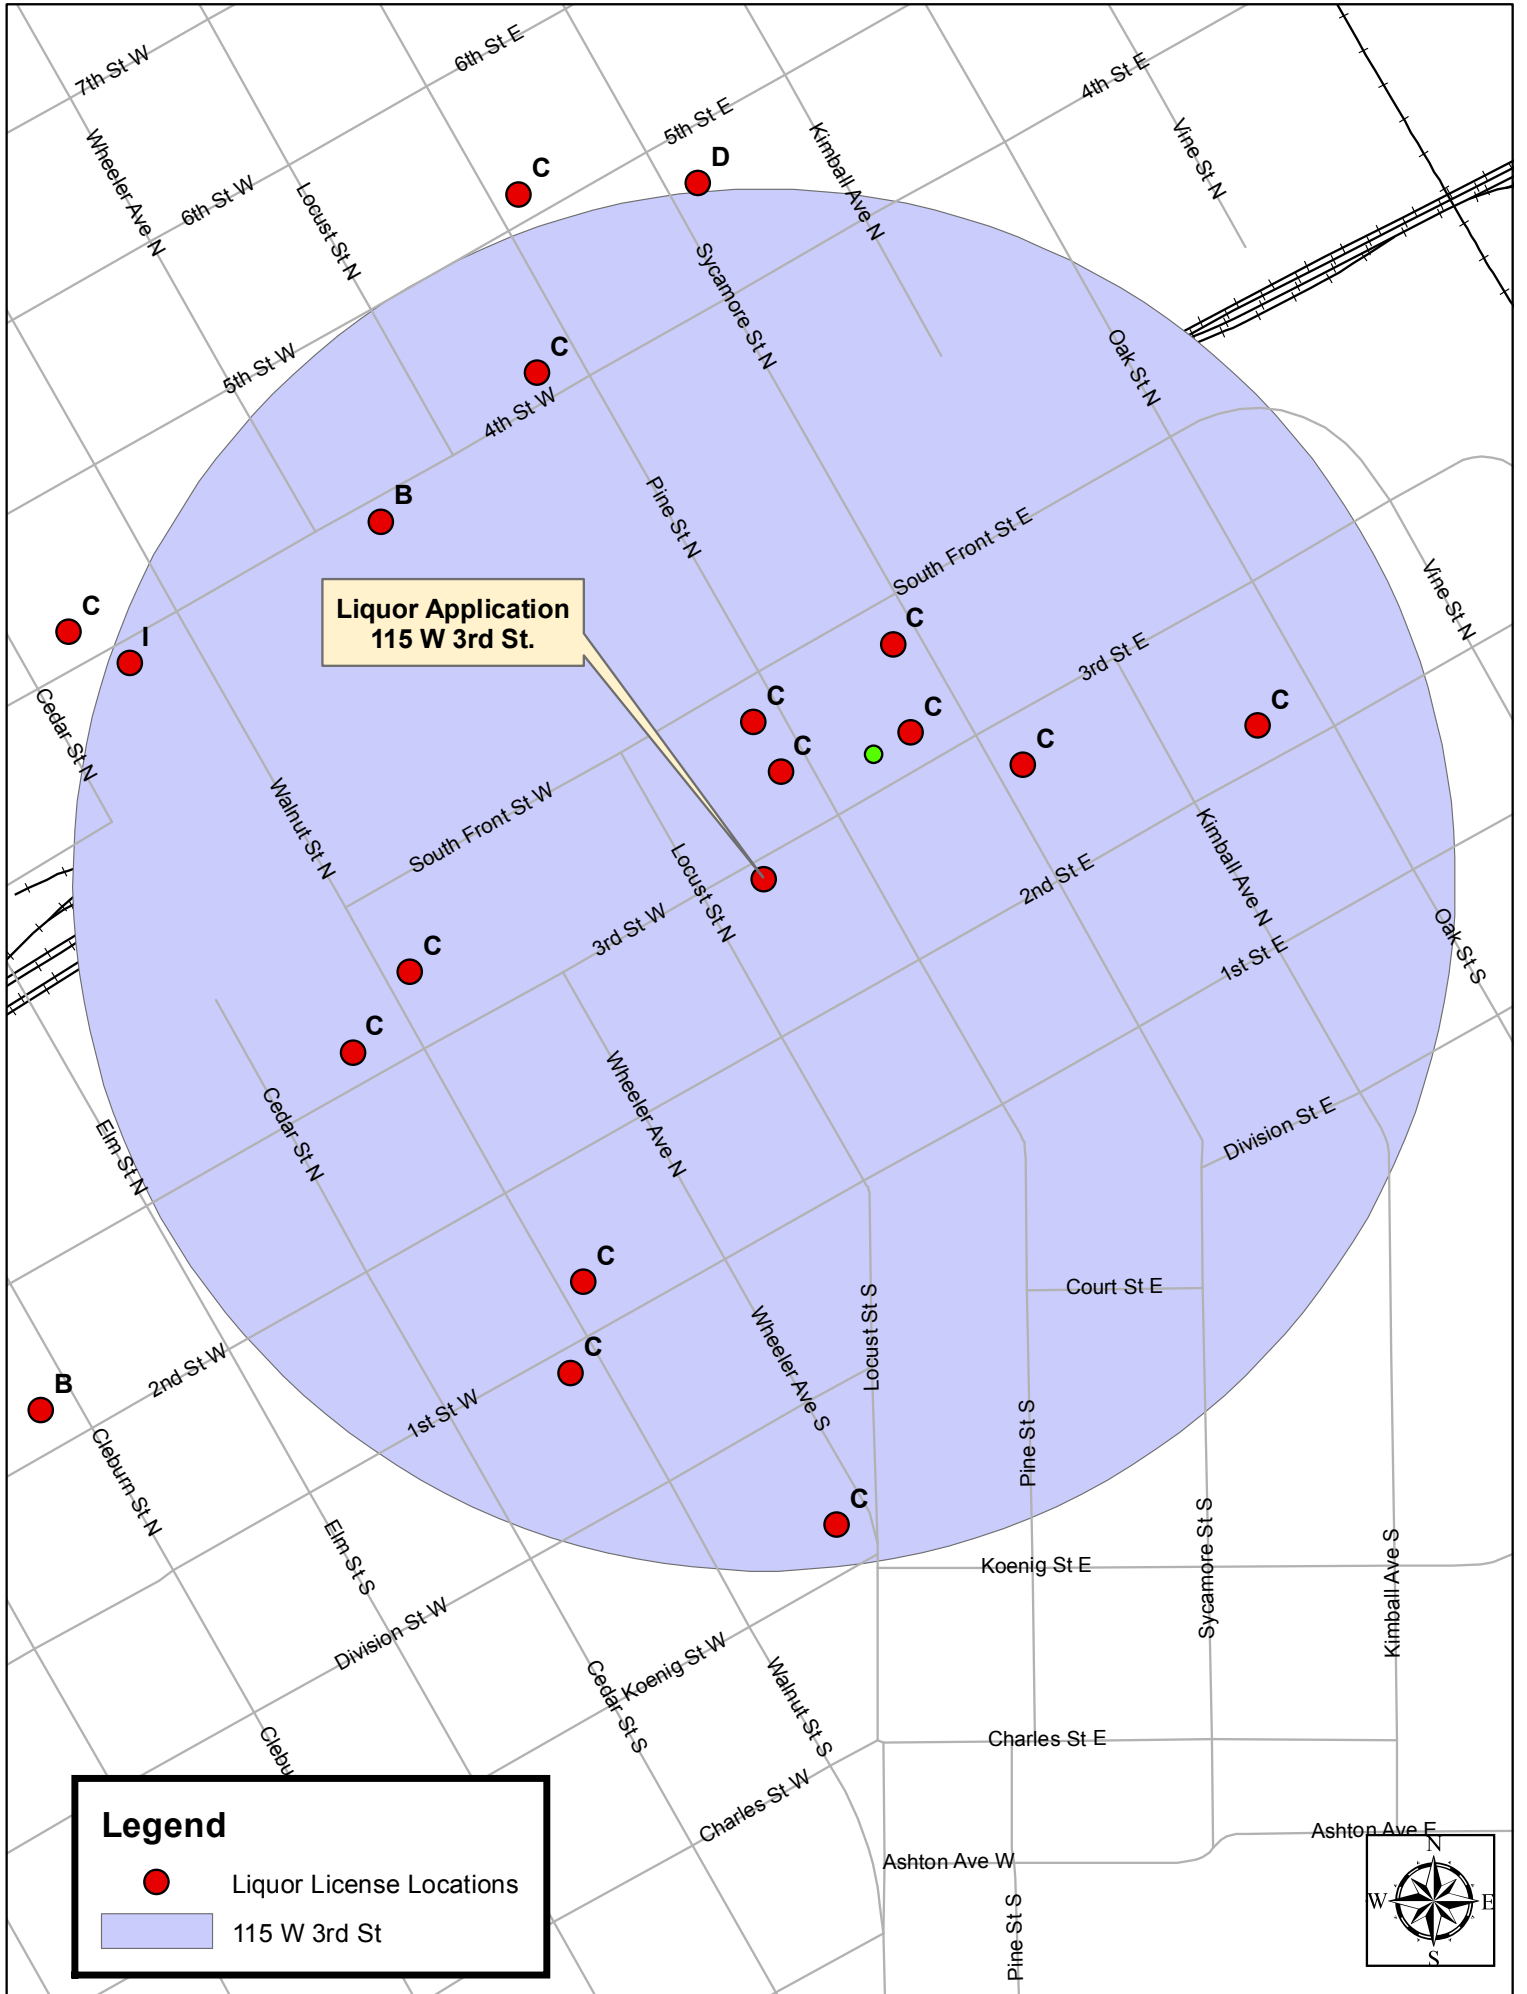 7th St W
6th St E
5th St E
4th St E
Wheeler Ave N
Locust St N
6th St W
Kimball Ave N
Vine St N
C
D
Sycamore St N
5th St W
C
4th St W
Oak St N
B
Pine St N
South Front St E
Liquor Application
115 W 3rd St.
C
I
C
Vine St N
3rd St E
Cedar St N
C
C
C
C
C
Walnut St N
South Front St W
Locust St N
Kimball Ave N
2nd St E
3rd St W
1st St E
Oak St S
C
C
Wheeler Ave N
Cedar St N
Elm St N
Division St E
C
Court St E
Locust St S
Wheeler Ave S
C
2nd St W
B
1st St W
Pine St S
Cleburn St N
C
Elm St S
Sycamore St S
Kimball Ave S
Koenig St E
Division St W
Koenig St W
Cedar St S
Walnut St S
Clebu
Charles St E
Charles St W
Ashton Ave E
Ashton Ave W
Pine St S
Legend
Liquor License Locations
115 W 3rd St
N
W
E
S